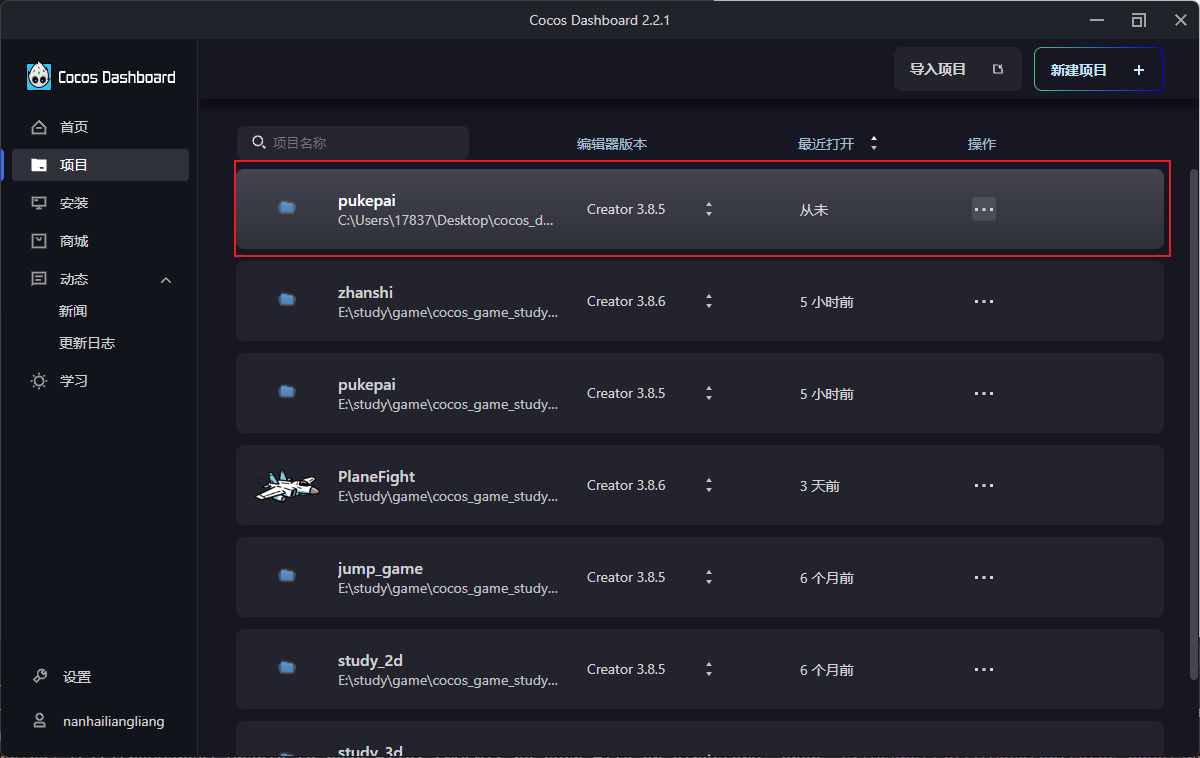 Cocos Dashboard 2.2.1
Cocos Dashboard
导入项目
新建项目 +
首页
项目
安装
商城
动态
新闻
更新日志
学习
设置
nanhailiangliang
项目名称 编辑器版本 最近打开 操作
pukepai
C:\Users\17837\Desktop\cocos_d...
Creator 3.8.5 从未 ...
zhanshi
E:\study\game\cocos_game_study...
Creator 3.8.6 5 小时前 ...
pukepai
E:\study\game\cocos_game_study...
Creator 3.8.5 5 小时前 ...
PlaneFight
E:\study\game\cocos_game_study...
Creator 3.8.6 3 天前 ...
jump_game
E:\study\game\cocos_game_study...
Creator 3.8.5 6 个月前 ...
study_2d
E:\study\game\cocos_game_study...
Creator 3.8.5 6 个月前 ...
study_3d